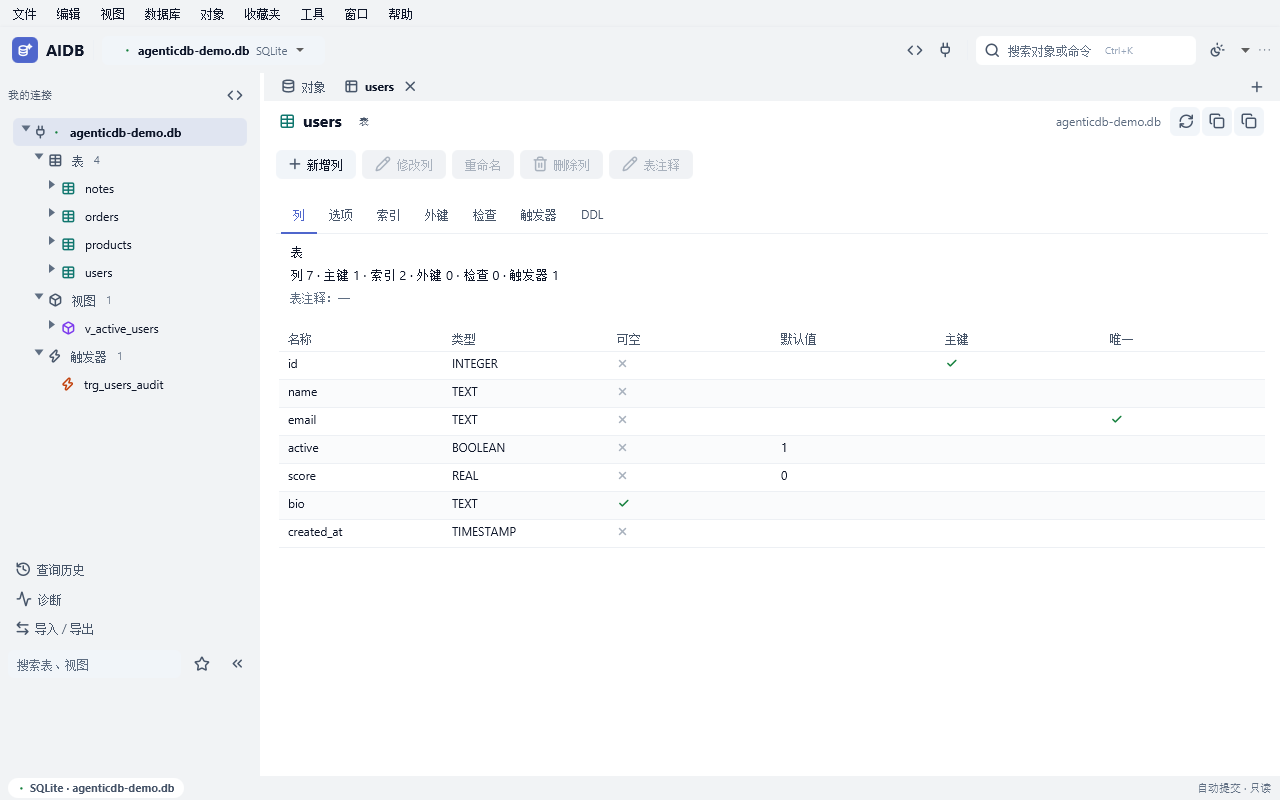 文件 编辑 视图 数据库 对象 收藏夹 工具 窗口 帮助
AIDB
· agenticdb-demo.db SQLite
搜索对象或命令 Ctrl+K
我的连接
· agenticdb-demo.db
表 4
notes
orders
products
users
视图 1
v_active_users
触发器 1
trg_users_audit
查询历史
诊断
导入 / 导出
搜索表、视图
对象 users
users 表
agenticdb-demo.db
新增列 修改列 重命名 删除列 表注释
列 选项 索引 外键 检查 触发器 DDL
表
列 7 · 主键 1 · 索引 2 · 外键 0 · 检查 0 · 触发器 1
表注释：—
名称 类型 可空 默认值 主键 唯一
id INTEGER ✕ ✓
name TEXT ✕
email TEXT ✕ ✓
active BOOLEAN ✕ 1
score REAL ✕ 0
bio TEXT ✓
created_at TIMESTAMP ✕
· SQLite · agenticdb-demo.db
自动提交 · 只读